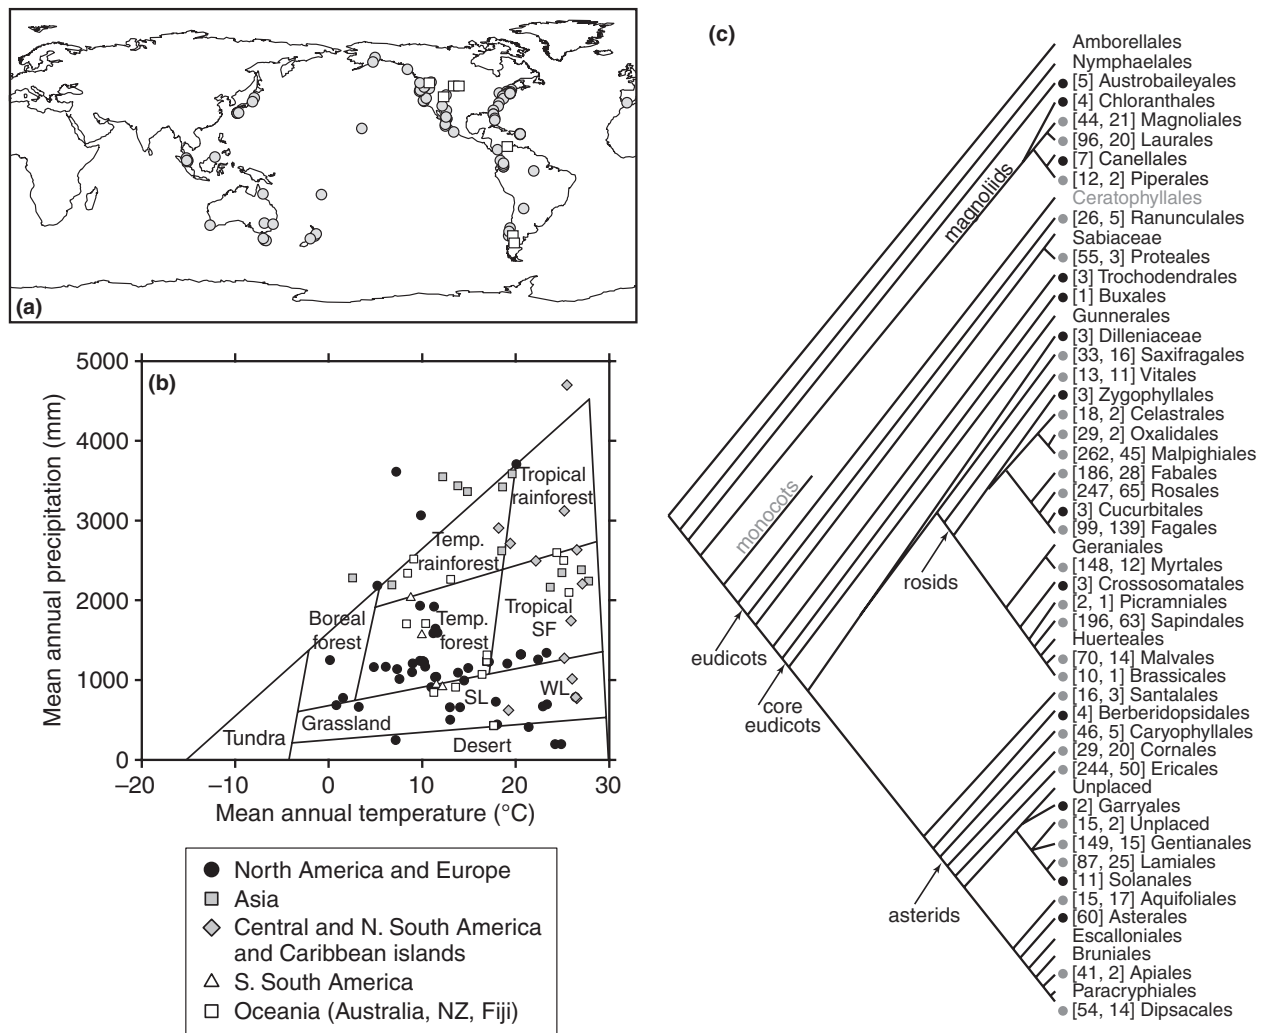 (a)
(b)
5000
4000
3000
2000
1000
0
Mean annual precipitation (mm)
–20
–10
0
10
20
30
Mean annual temperature (°C)
Tropical
rainforest
Temp.
rainforest
Boreal
forest
Temp.
forest
Tropical
SF
WL
SL
Grassland
Tundra
Desert
North America and Europe
Asia
Central and N. South America
and Caribbean islands
S. South America
Oceania (Australia, NZ, Fiji)
(c)
magnoliids
monocots
eudicots
core
eudicots
rosids
asterids
Amborellales
Nymphaelales
[5] Austrobaileyales
[4] Chloranthales
[44, 21] Magnoliales
[96, 20] Laurales
[7] Canellales
[12, 2] Piperales
Ceratophyllales
[26, 5] Ranunculales
Sabiaceae
[55, 3] Proteales
[3] Trochodendrales
[1] Buxales
Gunnerales
[3] Dilleniaceae
[33, 16] Saxifragales
[13, 11] Vitales
[3] Zygophyllales
[18, 2] Celastrales
[29, 2] Oxalidales
[262, 45] Malpighiales
[186, 28] Fabales
[247, 65] Rosales
[3] Cucurbitales
[99, 139] Fagales
Geraniales
[148, 12] Myrtales
[3] Crossosomatales
[2, 1] Picramniales
[196, 63] Sapindales
Huerteales
[70, 14] Malvales
[10, 1] Brassicales
[16, 3] Santalales
[4] Berberidopsidales
[46, 5] Caryophyllales
[29, 20] Cornales
[244, 50] Ericales
Unplaced
[2] Garryales
[15, 2] Unplaced
[149, 15] Gentianales
[87, 25] Lamiales
[11] Solanales
[15, 17] Aquifoliales
[60] Asterales
Escalloniales
Bruniales
[41, 2] Apiales
Paracryphiales
[54, 14] Dipsacales